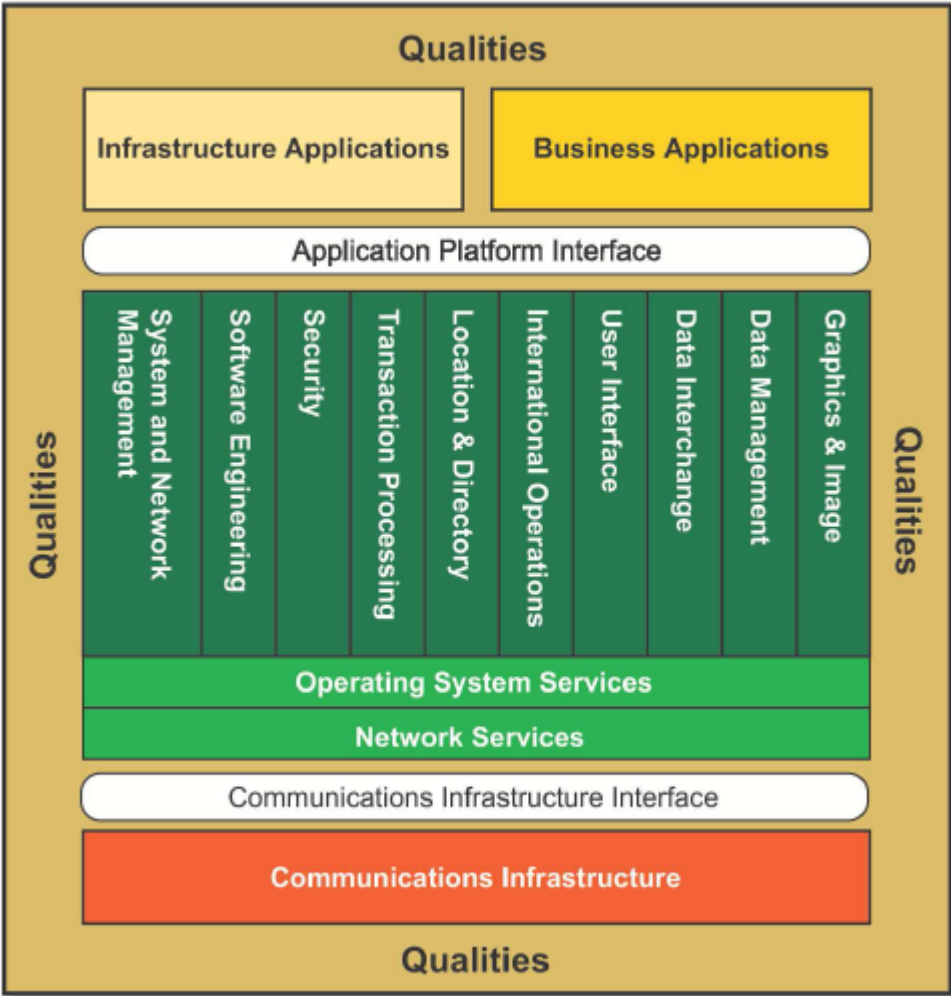 Qualities
Infrastructure Applications
Business Applications
Application Platform Interface
Qualities
System and Network
Management
Software Engineering
Security
Transaction Processing
Location & Directory
International Operations
User Interface
Data Interchange
Data Management
Graphics & Image
Qualities
Operating System Services
Network Services
Communications Infrastructure Interface
Communications Infrastructure
Qualities